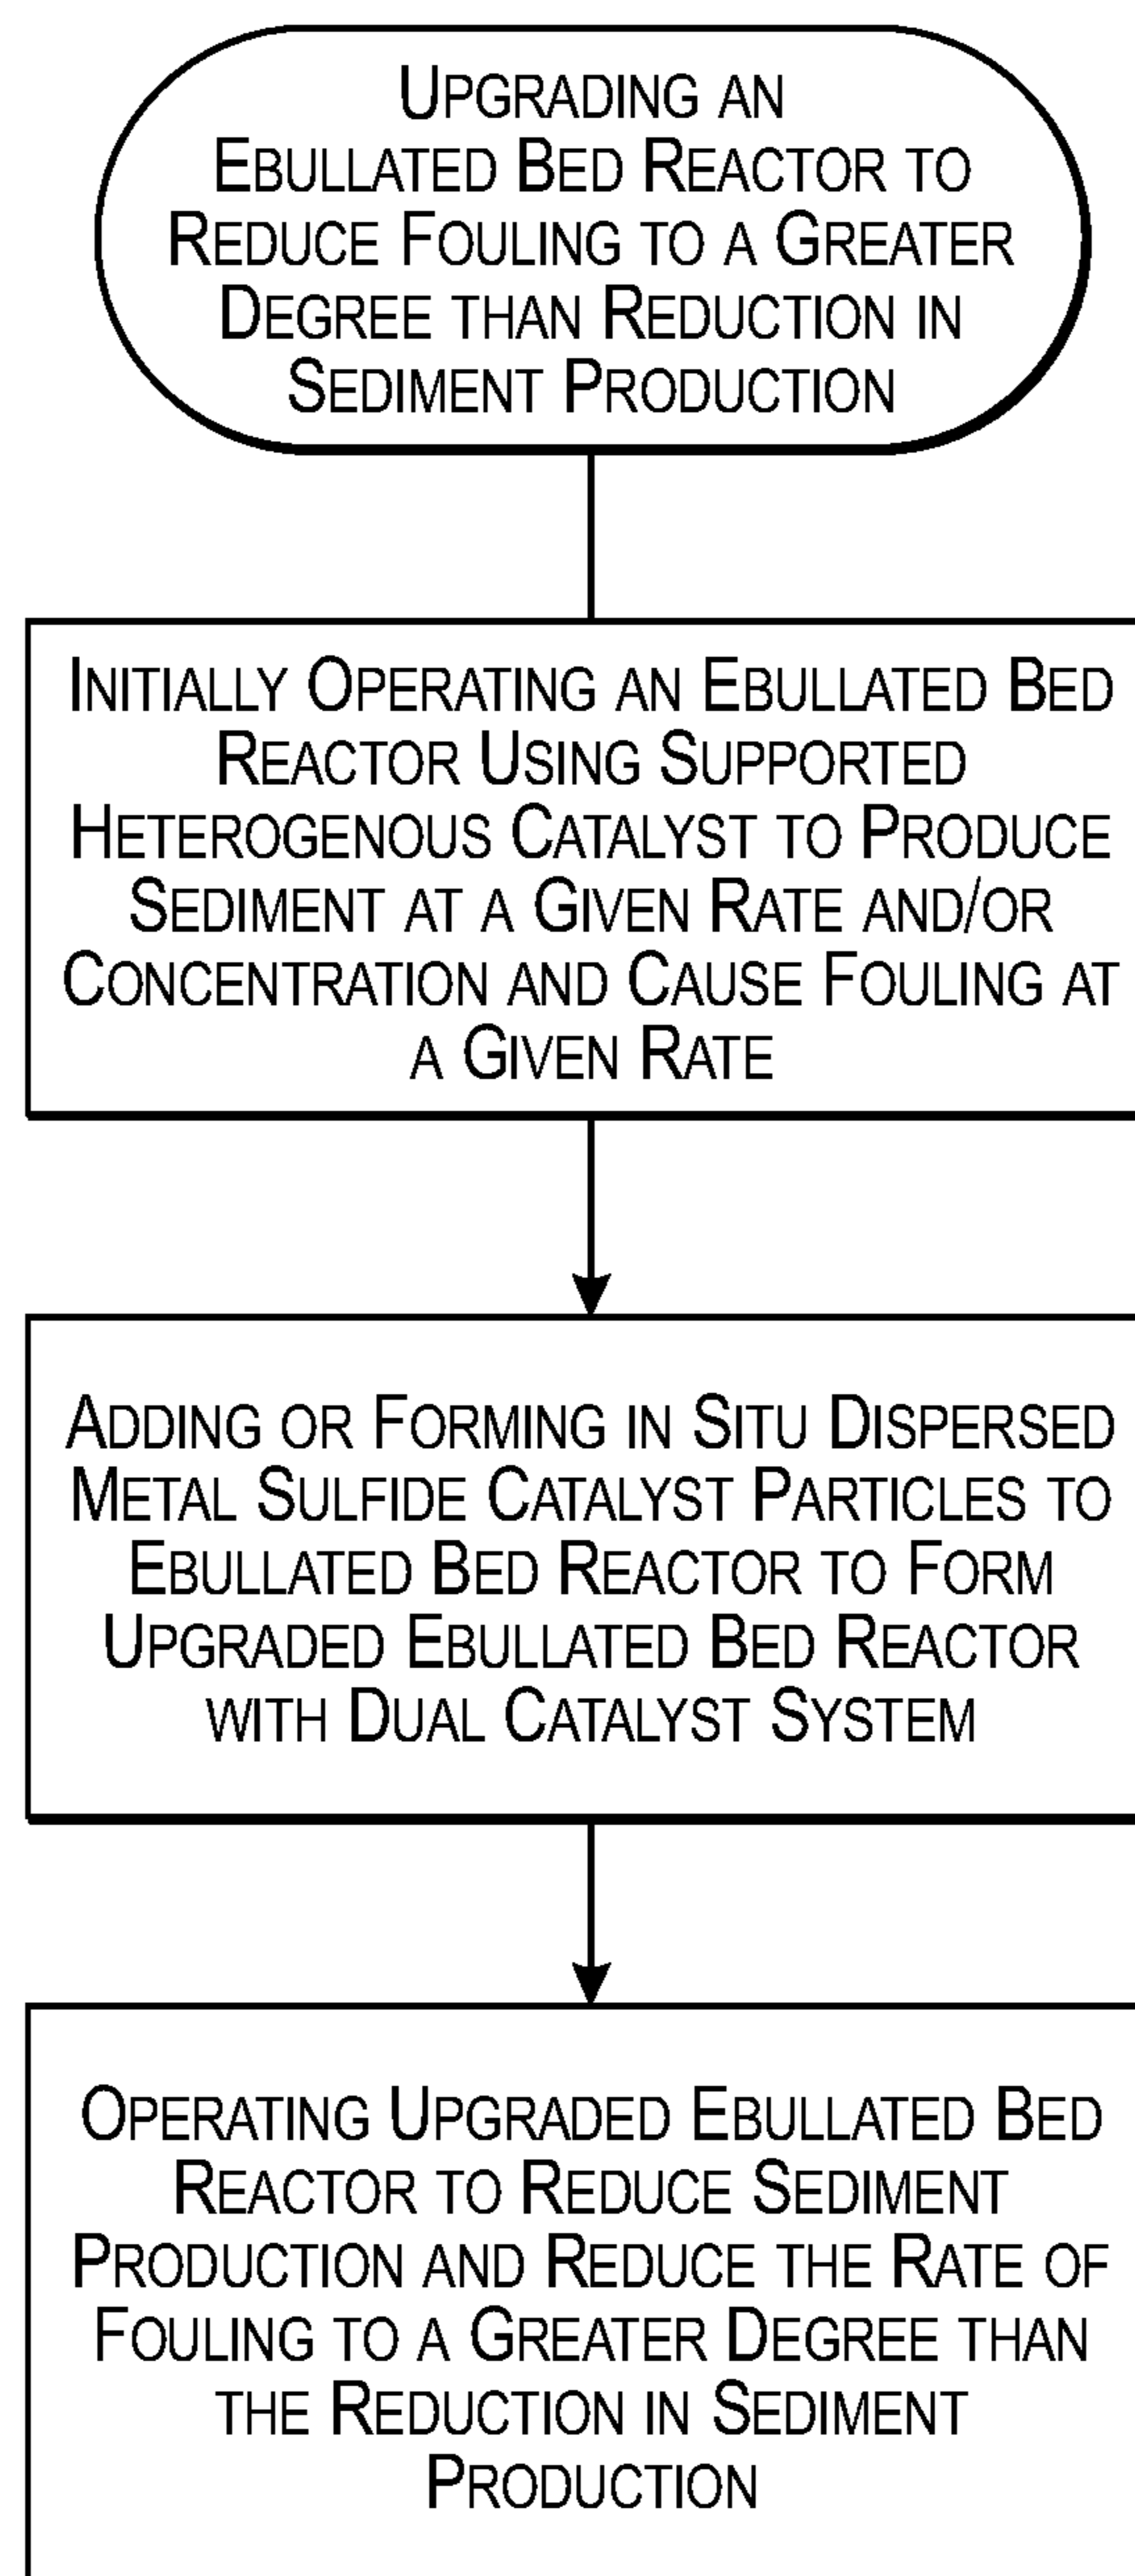 Upgrading an
Ebullated Bed Reactor to
Reduce Fouling to a Greater
Degree than Reduction in
Sediment Production
Initially Operating an Ebullated Bed
Reactor Using Supported
Heterogenous Catalyst to Produce
Sediment at a Given Rate and/or
Concentration and Cause Fouling at
a Given Rate
Adding or Forming in Situ Dispersed
Metal Sulfide Catalyst Particles to
Ebullated Bed Reactor to Form
Upgraded Ebullated Bed Reactor
with Dual Catalyst System
Operating Upgraded Ebullated Bed
Reactor to Reduce Sediment
Production and Reduce the Rate of
Fouling to a Greater Degree than
the Reduction in Sediment
Production